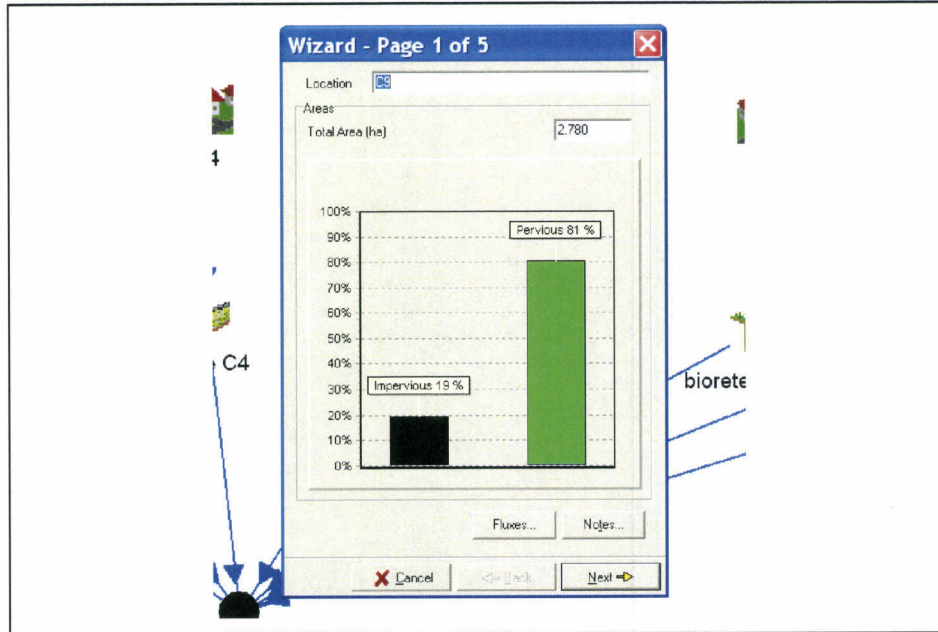 Wizard - Page 1 of 5
Location C9
Areas
Total Area (ha) 2.780
4
100%
90%
Pervious 81 %
80%
70%
60%
50%
40%
C4
30%
Impervious 19 %
biorete
20%
10%
0%
Fluxes... Notes...
Cancel Back Next